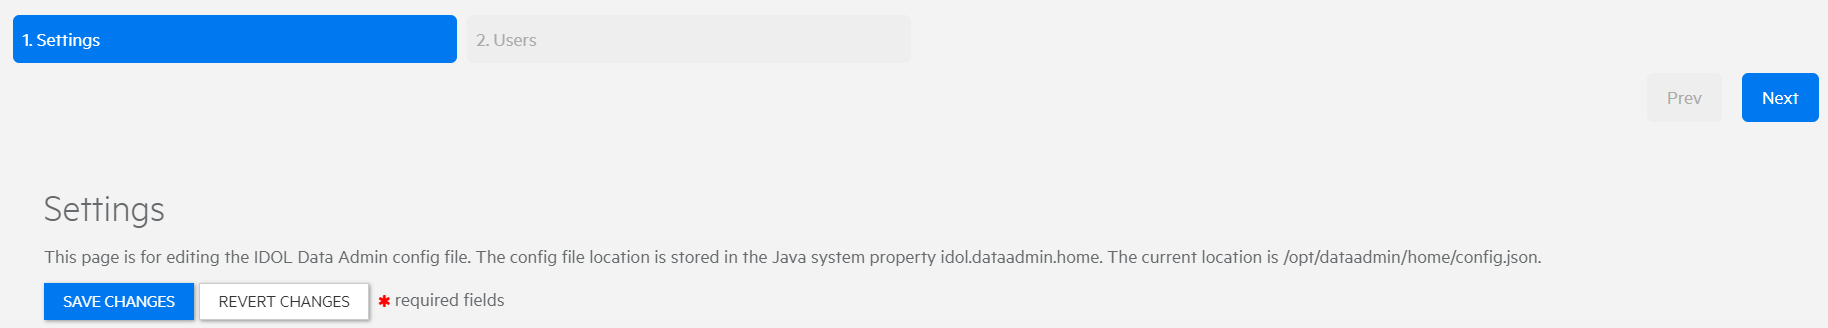 1. Settings
2. Users
Prev
Next
Settings
This page is for editing the IDOL Data Admin config file. The config file location is stored in the Java system property idol.dataadmin.home. The current location is /opt/dataadmin/home/config.json.
SAVE CHANGES
REVERT CHANGES
✱ required fields